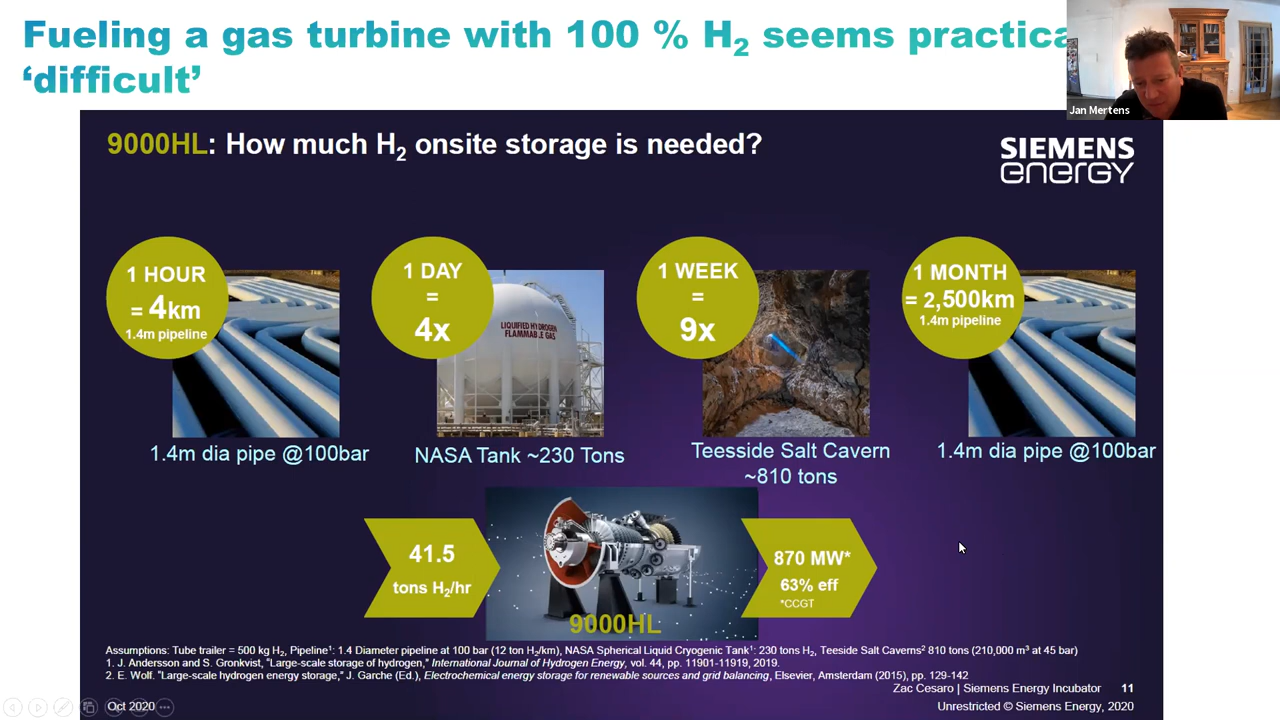 Fueling a gas turbine with 100 % H₂ seems practica
‘difficult’
Jan Mertens
9000HL: How much H₂ onsite storage is needed?
SIEMENS
energy
1 HOUR
= 4km
1.4m pipeline
1 DAY
=
4x
LIQUIFIED HYDROGEN
FLAMMABLE GAS
1 WEEK
=
9x
1 MONTH
= 2,500km
1.4m pipeline
1.4m dia pipe @100bar
NASA Tank ~230 Tons
Teesside Salt Cavern
~810 tons
1.4m dia pipe @100bar
41.5
tons H₂/hr
9000HL
870 MW*
63% eff
*CCGT
Assumptions: Tube trailer = 500 kg H₂, Pipeline¹: 1.4 Diameter pipeline at 100 bar (12 ton H₂/km), NASA Spherical Liquid Cryogenic Tank¹: 230 tons H₂, Teeside Salt Caverns² 810 tons (210,000 m³ at 45 bar)
1. J. Andersson and S. Gronkvist, "Large-scale storage of hydrogen," International Journal of Hydrogen Energy, vol. 44, pp. 11901-11919, 2019.
2. E. Wolf. "Large-scale hydrogen energy storage," J. Garche (Ed.), Electrochemical energy storage for renewable sources and grid balancing, Elsevier, Amsterdam (2015), pp. 129-142
Zac Cesaro | Siemens Energy Incubator 11
Oct 2020
Unrestricted © Siemens Energy, 2020